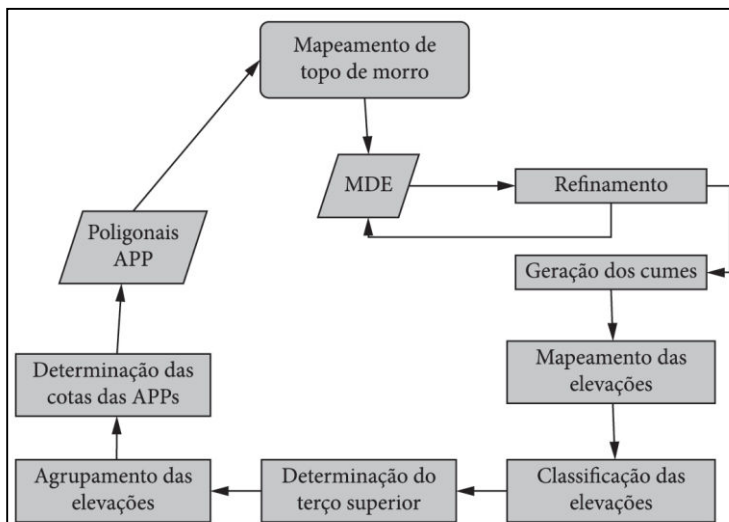 Mapeamento de
topo de morro
MDE
Refinamento
Geração dos cumes
Mapeamento das
elevações
Classificação das
elevações
Determinação do
terço superior
Agrupamento das
elevações
Determinação das
cotas das APPs
Poligonais
APP